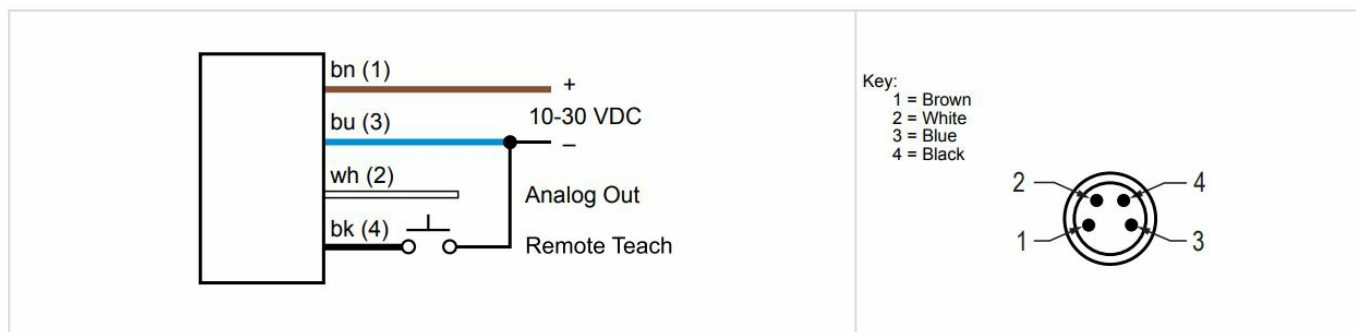 bn (1)
+
10-30 VDC
bu (3)
–
wh (2)
Analog Out
bk (4)
Remote Teach
Key:
1 = Brown
2 = White
3 = Blue
4 = Black
2
4
1
3